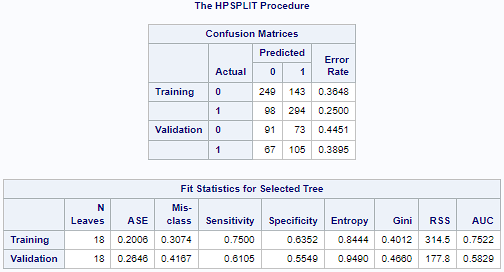 The HPSPLIT Procedure
Confusion Matrices
Actual Predicted Error Rate
0 1
Training 0 249 143 0.3648
1 98 294 0.2500
Validation 0 91 73 0.4451
1 67 105 0.3895
Fit Statistics for Selected Tree
N Leaves ASE Mis-class Sensitivity Specificity Entropy Gini RSS AUC
Training 18 0.2006 0.3074 0.7500 0.6352 0.8444 0.4012 314.5 0.7522
Validation 18 0.2646 0.4167 0.6105 0.5549 0.9490 0.4660 177.8 0.5829